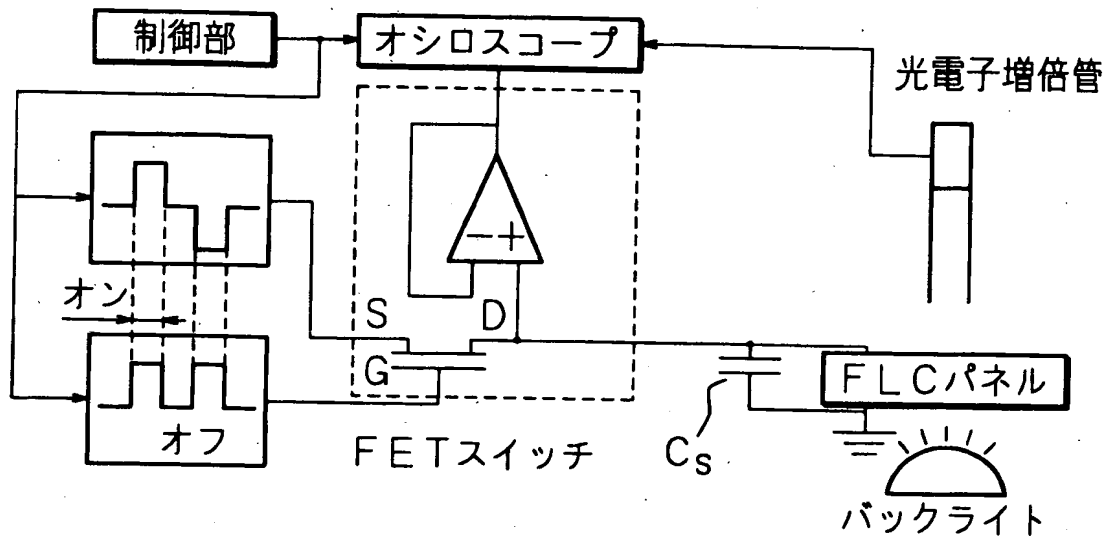 制御部
オシロスコープ
光電子増倍管
−+
オン
S
D
G
オフ
FETスイッチ
Cs
FLCパネル
バックライト